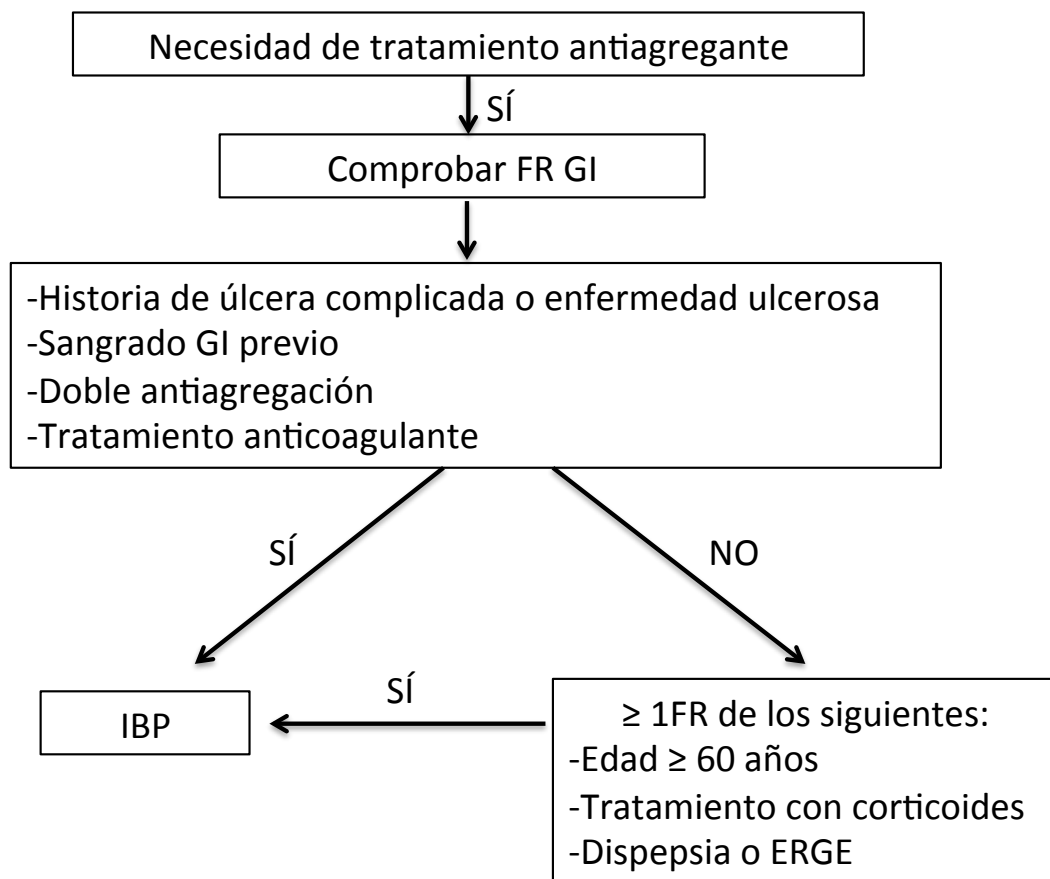 Necesidad de tratamiento antiagregante
SÍ
Comprobar FR GI
-Historia de úlcera complicada o enfermedad ulcerosa
-Sangrado GI previo
-Doble antiagregación
-Tratamiento anticoagulante
SÍ
NO
SÍ
IBP
≥ 1FR de los siguientes:
-Edad ≥ 60 años
-Tratamiento con corticoides
-Dispepsia o ERGE